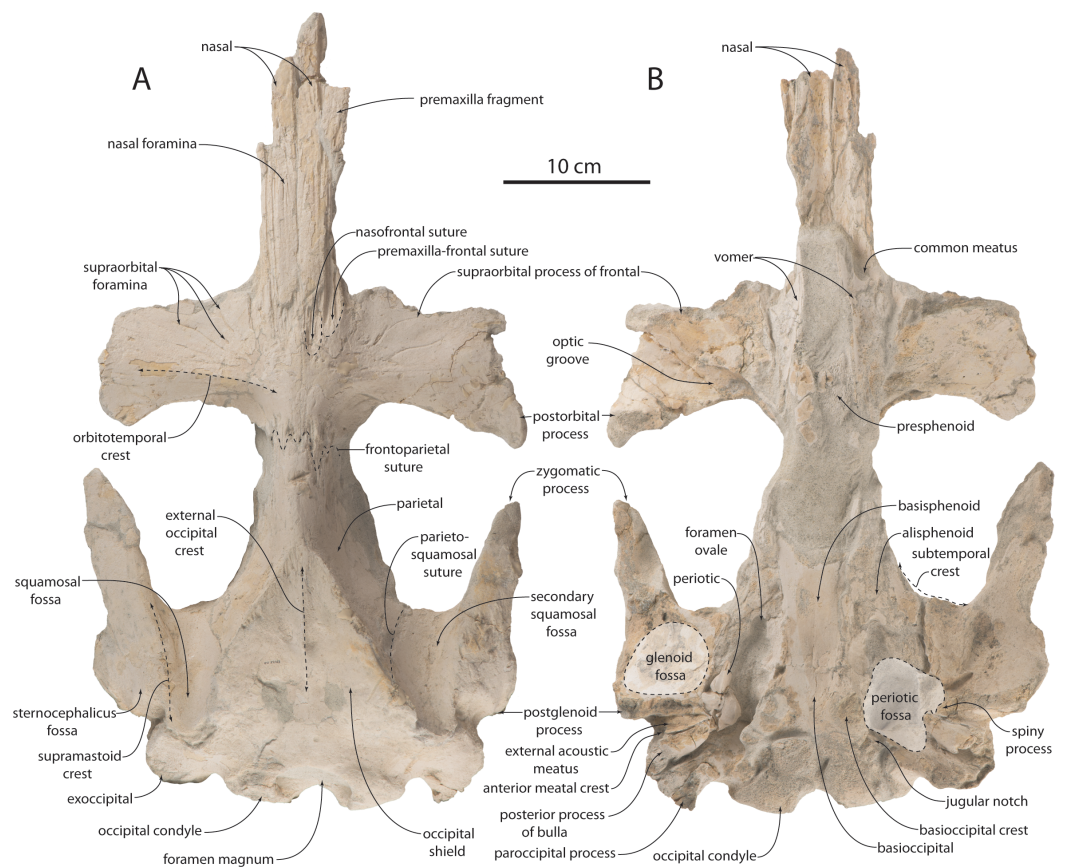 A
nasal
premaxilla fragment
nasal foramina
nasofrontal suture
premaxilla-frontal suture
supraorbital
foramina
supraorbital process of frontal
orbitotemporal
crest
postorbital
process
frontoparietal
suture
zygomatic
process
external
occipital
crest
parietal
parieto-
squamosal
suture
squamosal
fossa
secondary
squamosal
fossa
sternocephalicus
fossa
supramastoid
crest
exoccipital
occipital condyle
foramen magnum
occipital
shield
10 cm
B
nasal
common meatus
vomer
optic
groove
presphenoid
basisphenoid
alisphenoid
subtemporal
crest
foramen
ovale
periotic
glenoid
fossa
periotic
fossa
postglenoid
process
external acoustic
meatus
anterior meatal crest
posterior process
of bulla
paroccipital process
occipital condyle
spiny
process
jugular notch
basioccipital crest
basioccipital